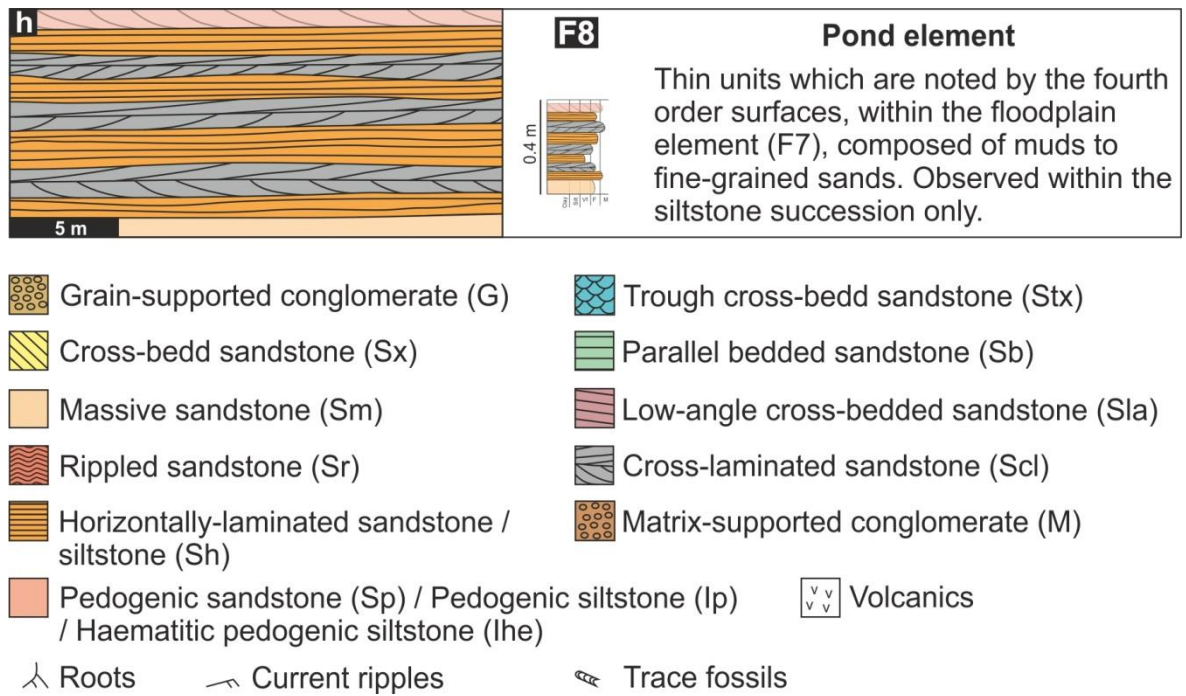 h
5 m
F8
0.4 m
Clay
Silt
Vf
F
M
Pond element
Thin units which are noted by the fourth
order surfaces, within the floodplain
element (F7), composed of muds to
fine-grained sands. Observed within the
siltstone succession only.
Grain-supported conglomerate (G)
Trough cross-bedd sandstone (Stx)
Cross-bedd sandstone (Sx)
Parallel bedded sandstone (Sb)
Massive sandstone (Sm)
Low-angle cross-bedded sandstone (Sla)
Rippled sandstone (Sr)
Cross-laminated sandstone (Scl)
Horizontally-laminated sandstone /
siltstone (Sh)
Matrix-supported conglomerate (M)
Pedogenic sandstone (Sp) / Pedogenic siltstone (Ip)
/ Haematitic pedogenic siltstone (Ihe)
Volcanics
Roots
Current ripples
Trace fossils